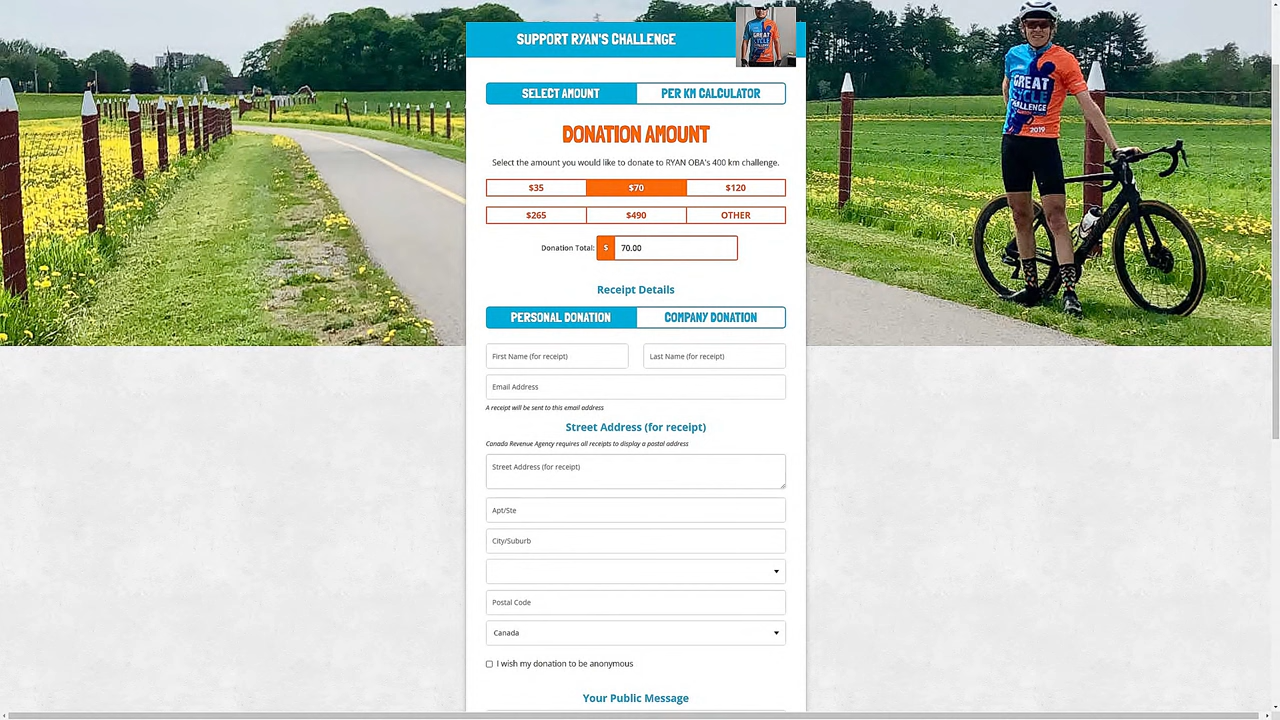 SUPPORT RYAN'S CHALLENGE
GREAT
CYCLE
CHALLENGE
2019
SELECT AMOUNT PER KM CALCULATOR
DONATION AMOUNT
Select the amount you would like to donate to RYAN OBA's 400 km challenge.
$35 $70 $120
$265 $490 OTHER
Donation Total: $ 70.00
Receipt Details
PERSONAL DONATION COMPANY DONATION
First Name (for receipt) Last Name (for receipt)
Email Address
A receipt will be sent to this email address
Street Address (for receipt)
Canada Revenue Agency requires all receipts to display a postal address
Street Address (for receipt)
Apt/Ste
City/Suburb
Postal Code
Canada
I wish my donation to be anonymous
Your Public Message